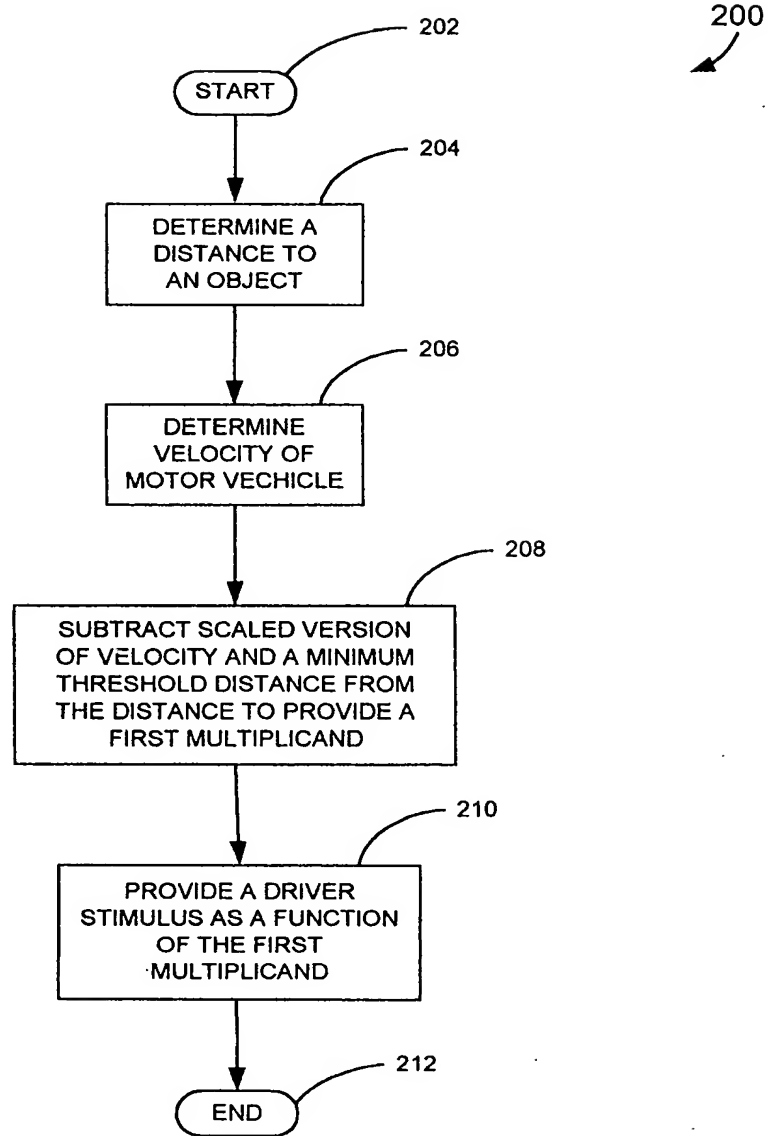 200
202
START
204
DETERMINE A
DISTANCE TO
AN OBJECT
206
DETERMINE
VELOCITY OF
MOTOR VECHICLE
208
SUBTRACT SCALED VERSION
OF VELOCITY AND A MINIMUM
THRESHOLD DISTANCE FROM
THE DISTANCE TO PROVIDE A
FIRST MULTIPLICAND
210
PROVIDE A DRIVER
STIMULUS AS A FUNCTION
OF THE FIRST
MULTIPLICAND
212
END